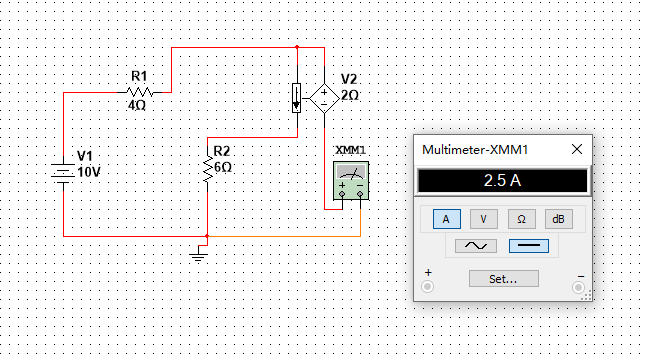 R1
4Ω
V2
2Ω
V1
10V
R2
6Ω
XMM1
+ −
Multimeter-XMM1
2.5 A
A V Ω dB
+ Set... −